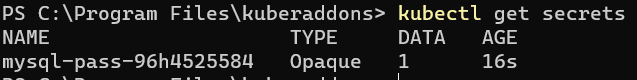 PS C:\Program Files\kuberaddons> kubectl get secrets
NAME TYPE DATA AGE
mysql-pass-96h4525584 Opaque 1 16s